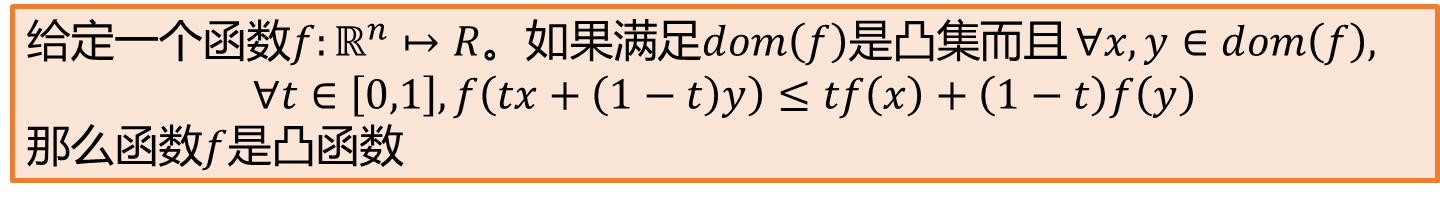 给定一个函数𝑓: ℝⁿ ↦ 𝑅。如果满足𝑑𝑜𝑚(𝑓)是凸集而且 ∀𝑥, 𝑦 ∈ 𝑑𝑜𝑚(𝑓),
∀𝑡 ∈ [0,1], 𝑓(𝑡𝑥 + (1 − 𝑡)𝑦) ≤ 𝑡𝑓(𝑥) + (1 − 𝑡)𝑓(𝑦)
那么函数𝑓是凸函数